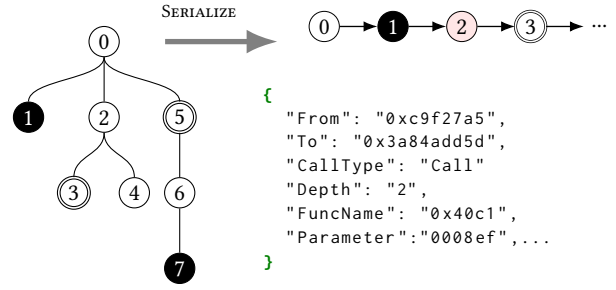 SERIALIZE
0
1
2
5
3
4
6
7
0
1
2
3
...
{
"From": "0xc9f27a5",
"To": "0x3a84add5d",
"CallType": "Call"
"Depth": "2",
"FuncName": "0x40c1",
"Parameter":"0008ef",...
}